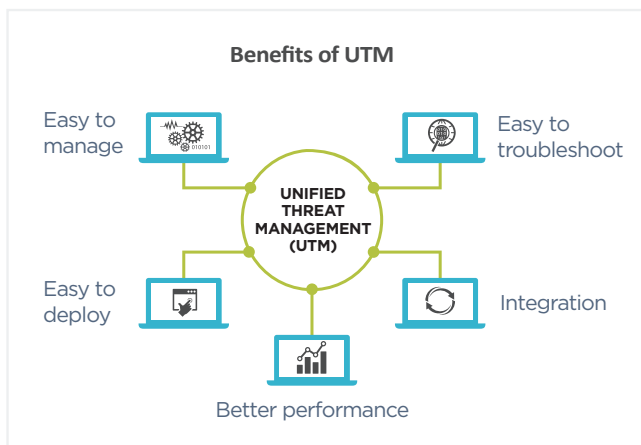 Benefits of UTM
Easy to
manage
010101
Easy to
troubleshoot
UNIFIED
THREAT
MANAGEMENT
(UTM)
Easy to
deploy
Integration
Better performance